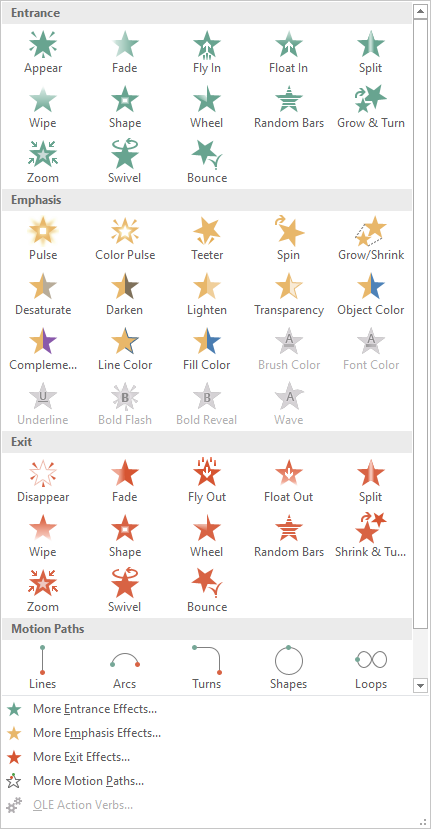 Entrance
Appear Fade Fly In Float In Split
Wipe Shape Wheel Random Bars Grow & Turn
Zoom Swivel Bounce
Emphasis
Pulse Color Pulse Teeter Spin Grow/Shrink
Desaturate Darken Lighten Transparency Object Color
Compleme... Line Color Fill Color Brush Color Font Color
Underline Bold Flash Bold Reveal Wave
Exit
Disappear Fade Fly Out Float Out Split
Wipe Shape Wheel Random Bars Shrink & Tu...
Zoom Swivel Bounce
Motion Paths
Lines Arcs Turns Shapes Loops
More Entrance Effects...
More Emphasis Effects...
More Exit Effects...
More Motion Paths...
OLE Action Verbs...